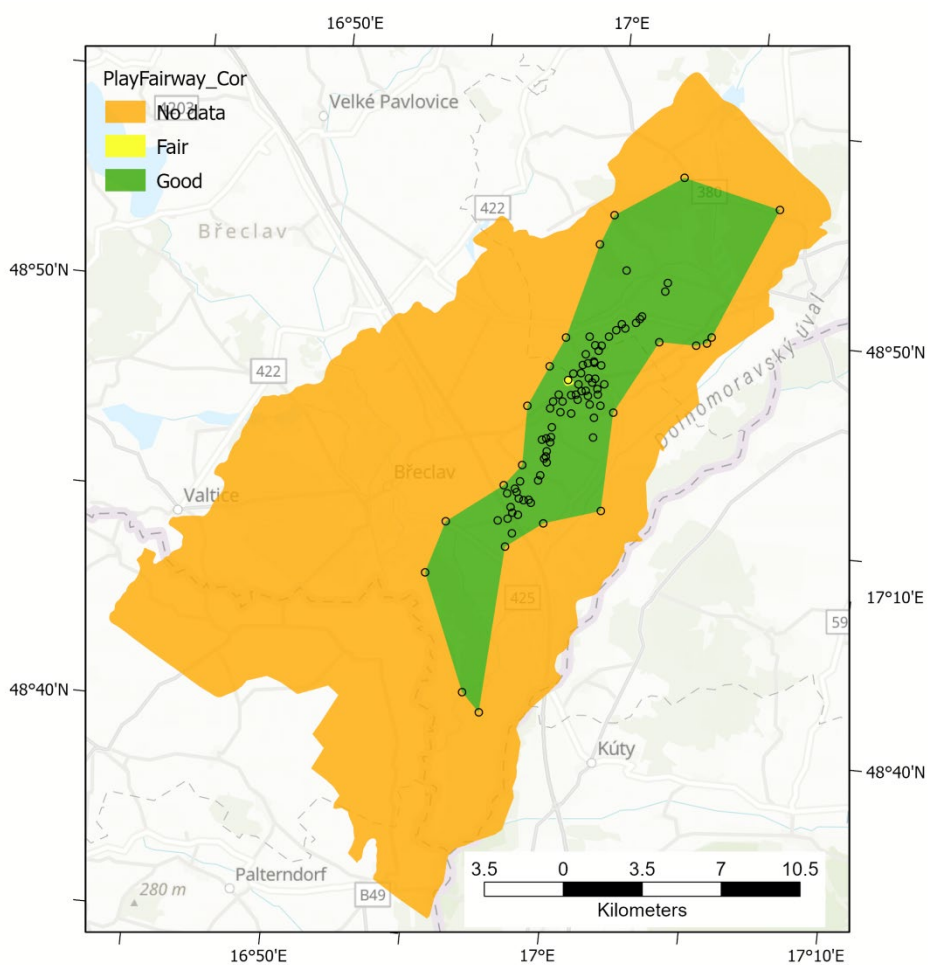 16°50'E
17°E
PlayFairway_Cor
4203
No data
Fair
Good
Velké Pavlovice
380
422
Břeclav
48°50'N
Dolnomoravský úval
48°50'N
422
Břeclav
Valtice
425
17°10'E
59
48°40'N
Kúty
48°40'N
Palterndorf
280 m
B49
3.5 0 3.5 7 10.5
Kilometers
16°50'E
17°E
17°10'E